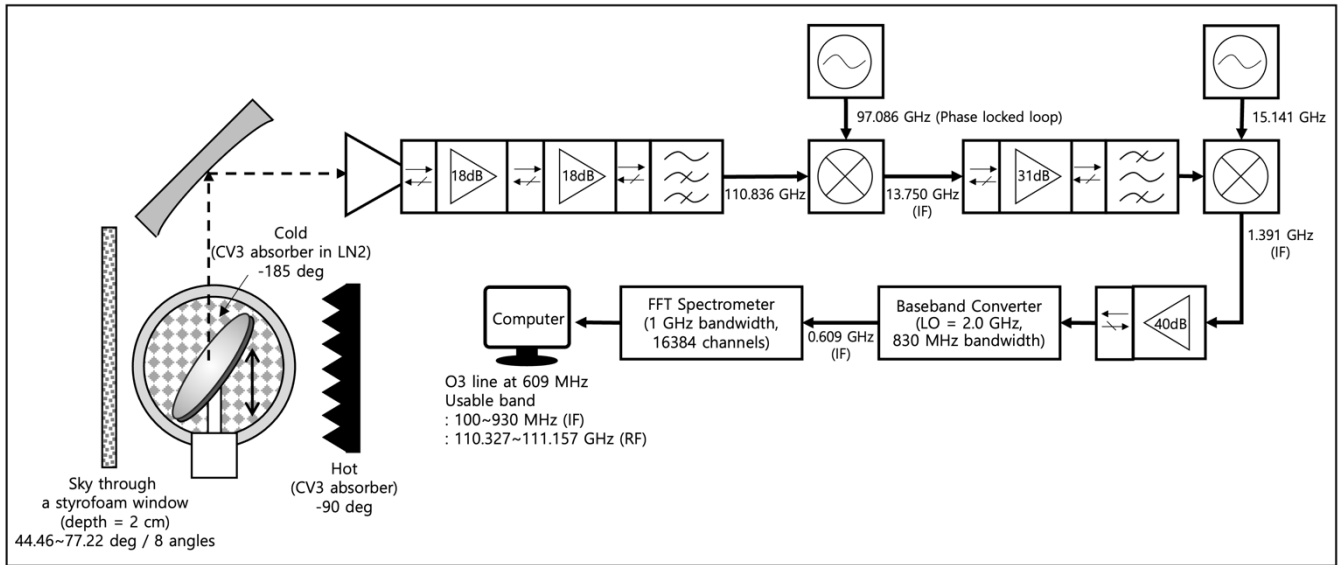 97.086 GHz (Phase locked loop)
15.141 GHz
18dB
18dB
110.836 GHz
13.750 GHz
(IF)
31dB
1.391 GHz
(IF)
Cold
(CV3 absorber in LN2)
-185 deg
Computer
FFT Spectrometer
(1 GHz bandwidth,
16384 channels)
0.609 GHz
(IF)
Baseband Converter
(LO = 2.0 GHz,
830 MHz bandwidth)
40dB
O3 line at 609 MHz
Usable band
: 100~930 MHz (IF)
: 110.327~111.157 GHz (RF)
Hot
(CV3 absorber)
-90 deg
Sky through
a styrofoam window
(depth = 2 cm)
44.46~77.22 deg / 8 angles